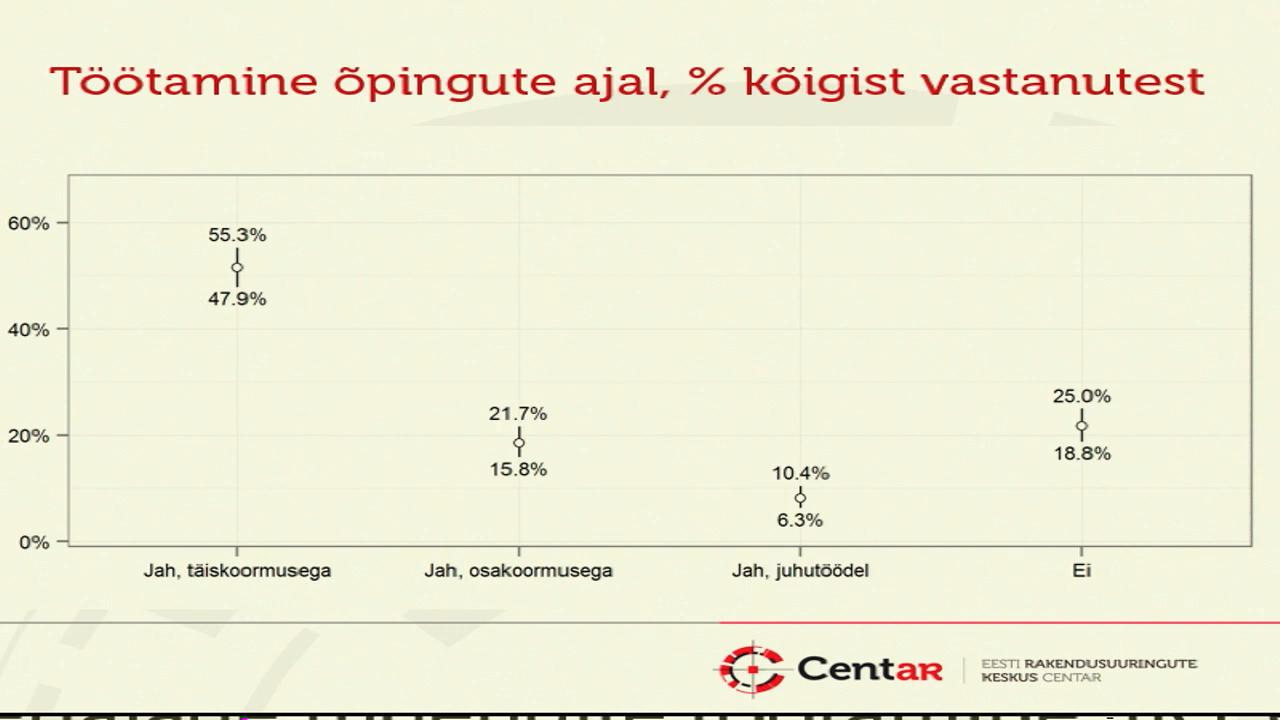 Töötamine õpingute ajal, % kõigist vastanutest
60%
40%
20%
0%
55.3%
47.9%
21.7%
15.8%
10.4%
6.3%
25.0%
18.8%
Jah, täiskoormusega
Jah, osakoormusega
Jah, juhutöödel
Ei
Centar
EESTI RAKENDUSUURINGUTE
KESKUS CENTAR